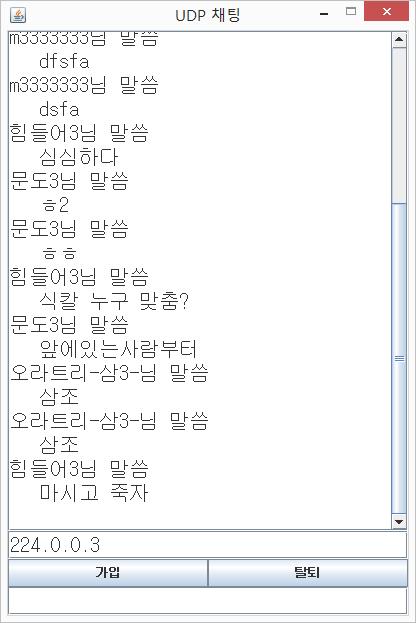 UDP 채팅
m3333333님 말씀
dfsfa
m3333333님 말씀
dsfa
힘들어3님 말씀
심심하다
문도3님 말씀
ㅎ2
문도3님 말씀
ㅎㅎ
힘들어3님 말씀
식칼 누구 맞춤?
문도3님 말씀
앞에있는사람부터
오라트리-삼3-님 말씀
삼조
오라트리-삼3-님 말씀
삼조
힘들어3님 말씀
마시고 죽자
224.0.0.3
가입 탈퇴